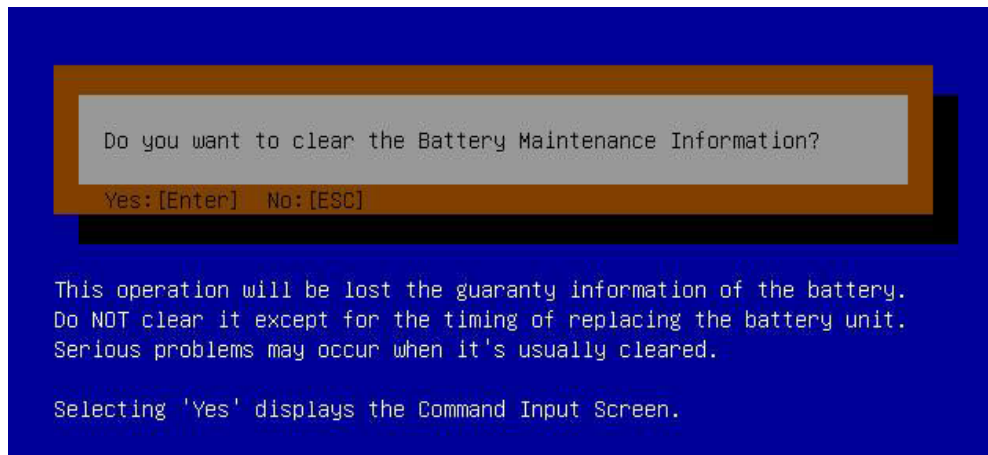 Do you want to clear the Battery Maintenance Information?
Yes:[Enter] No:[ESC]
This operation will be lost the guaranty information of the battery.
Do NOT clear it except for the timing of replacing the battery unit.
Serious problems may occur when it's usually cleared.
Selecting 'Yes' displays the Command Input Screen.